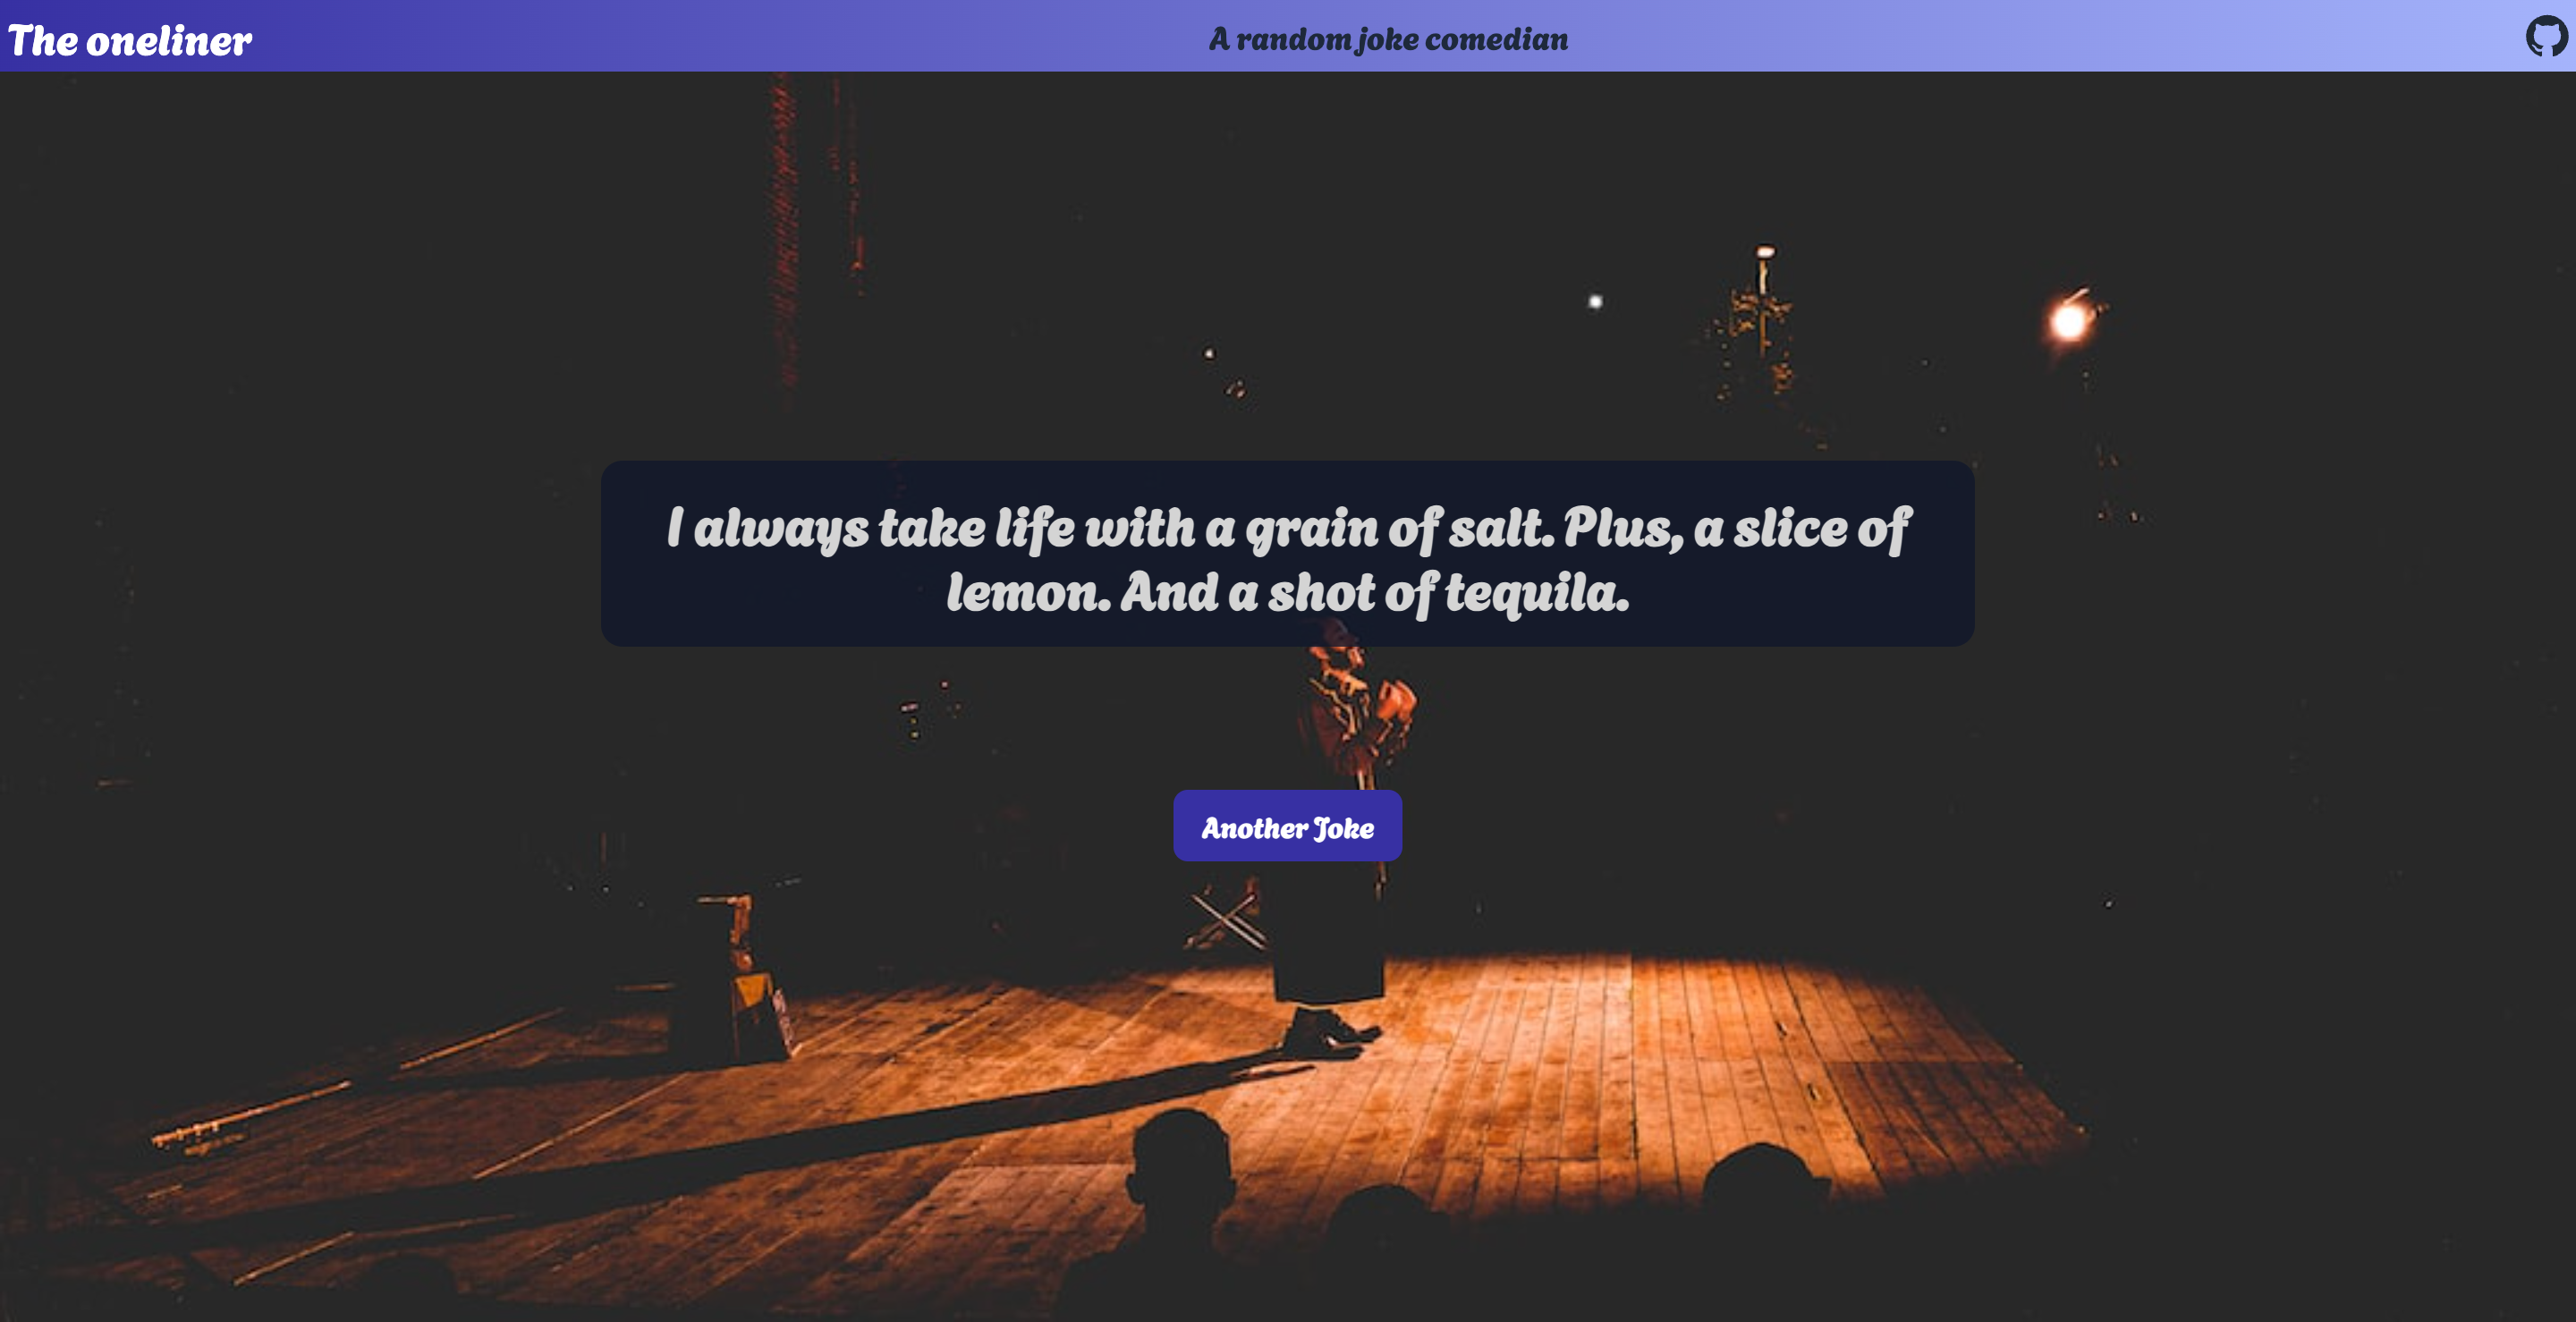 The oneliner
A random joke comedian
I always take life with a grain of salt. Plus, a slice of
lemon. And a shot of tequila.
Another Joke